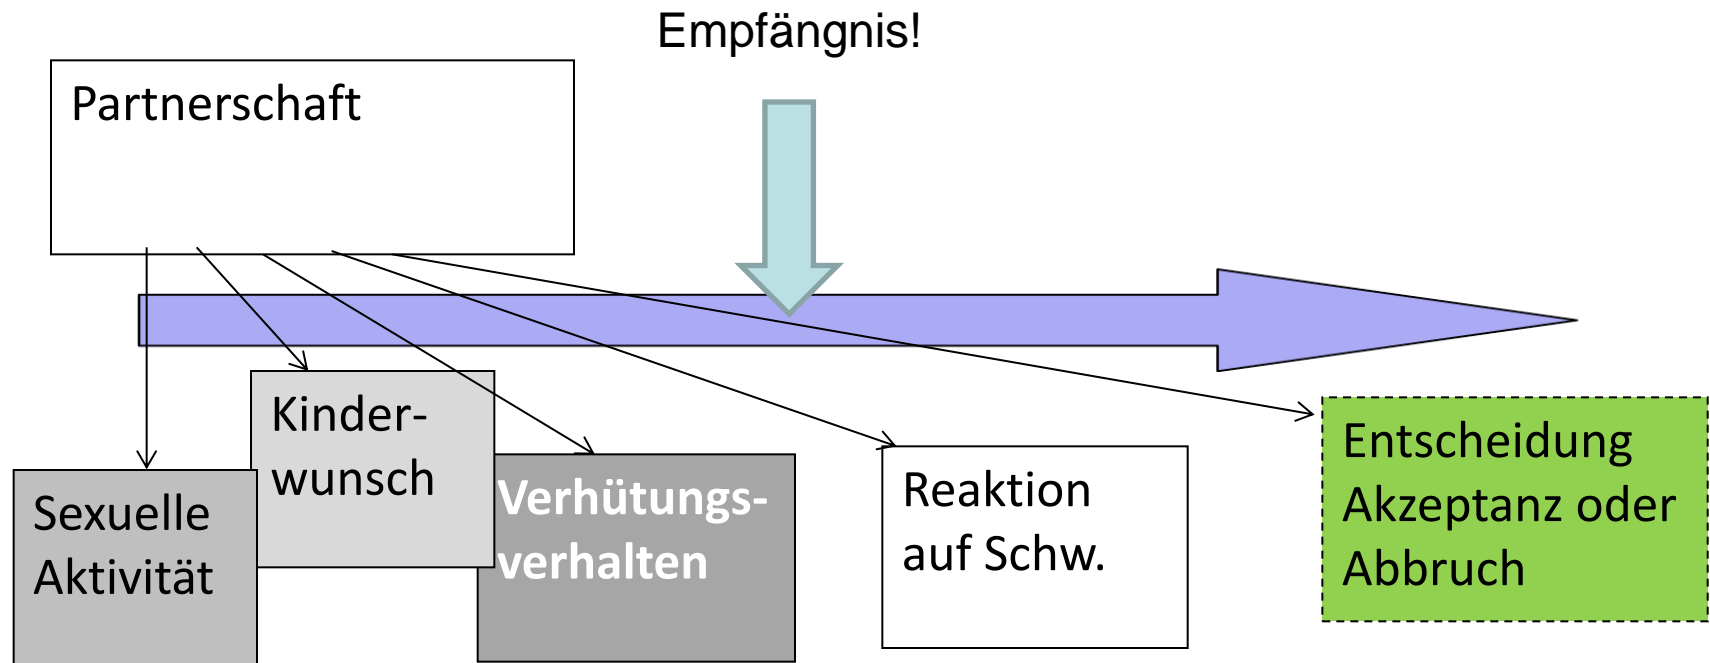 Empfängnis!
Partnerschaft
Kinder-
wunsch
Sexuelle
Aktivität
Verhütungs-
verhalten
Reaktion
auf Schw.
Entscheidung
Akzeptanz oder
Abbruch